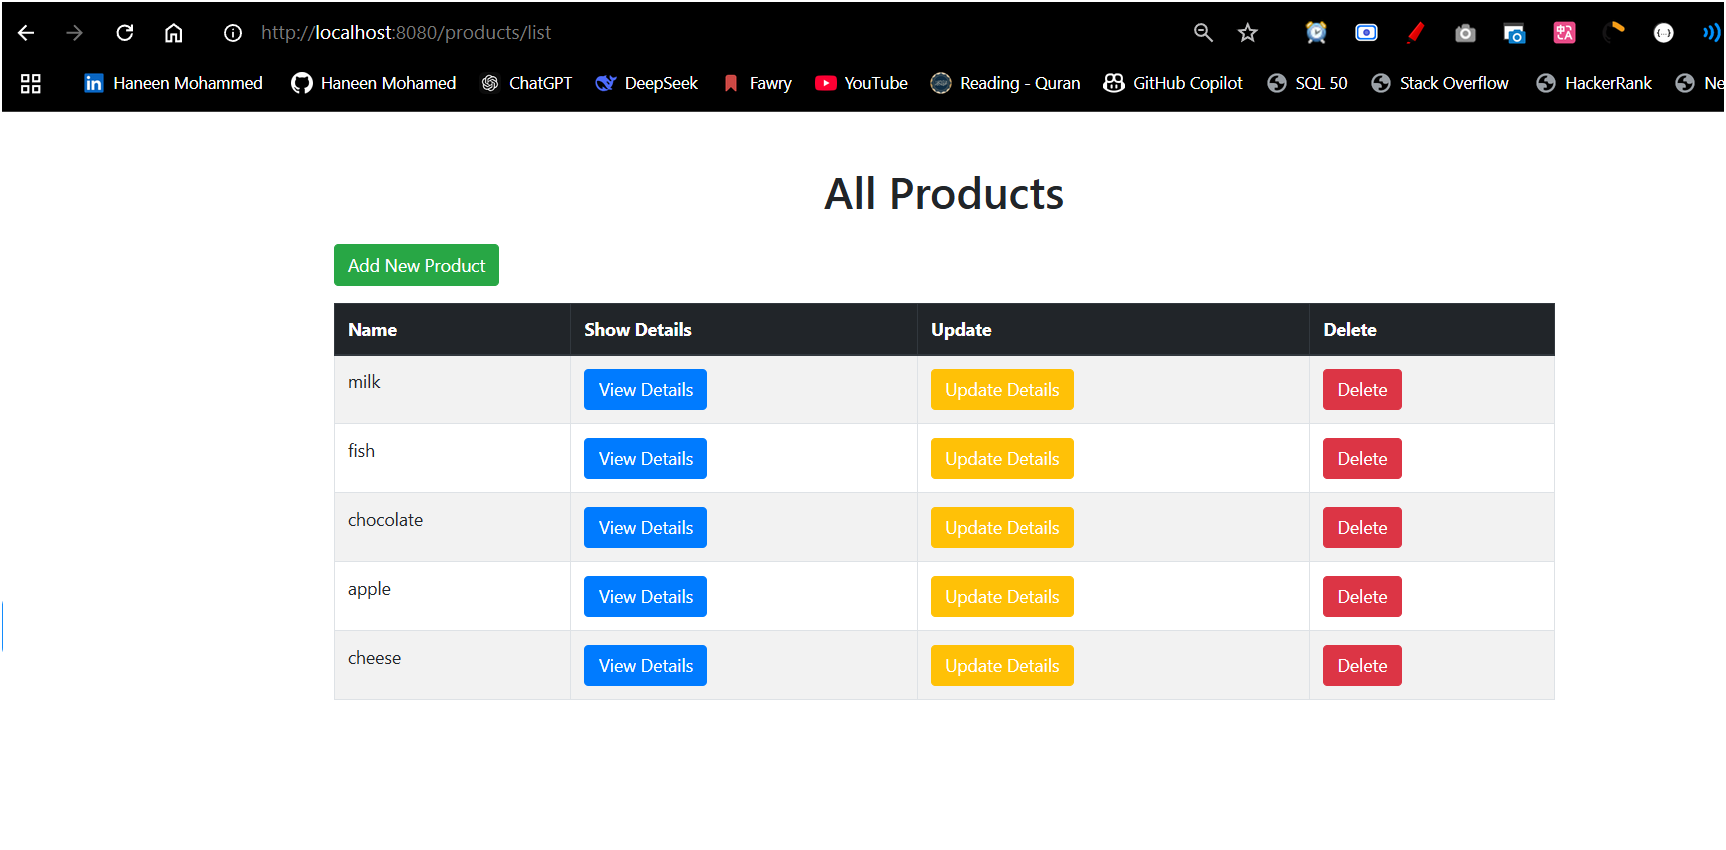 http://localhost:8080/products/list
Haneen Mohammed Haneen Mohamed ChatGPT DeepSeek Fawry YouTube Reading - Quran GitHub Copilot SQL 50 Stack Overflow HackerRank Ne
All Products
Add New Product
Name Show Details Update Delete
milk View Details Update Details Delete
fish View Details Update Details Delete
chocolate View Details Update Details Delete
apple View Details Update Details Delete
cheese View Details Update Details Delete